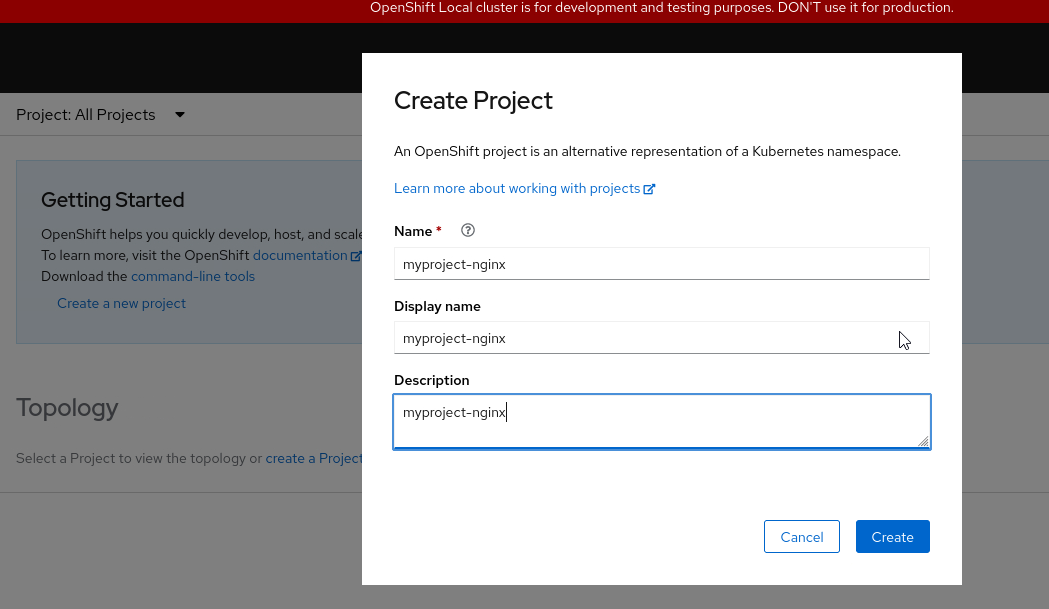 OpenShift Local cluster is for development and testing purposes. DON'T use it for production.
Project: All Projects
Getting Started
OpenShift helps you quickly develop, host, and scale
To learn more, visit the OpenShift documentation
Download the command-line tools
Create a new project
Topology
Select a Project to view the topology or create a Project
Create Project
An OpenShift project is an alternative representation of a Kubernetes namespace.
Learn more about working with projects
Name *
myproject-nginx
Display name
myproject-nginx
Description
myproject-nginx
Cancel
Create